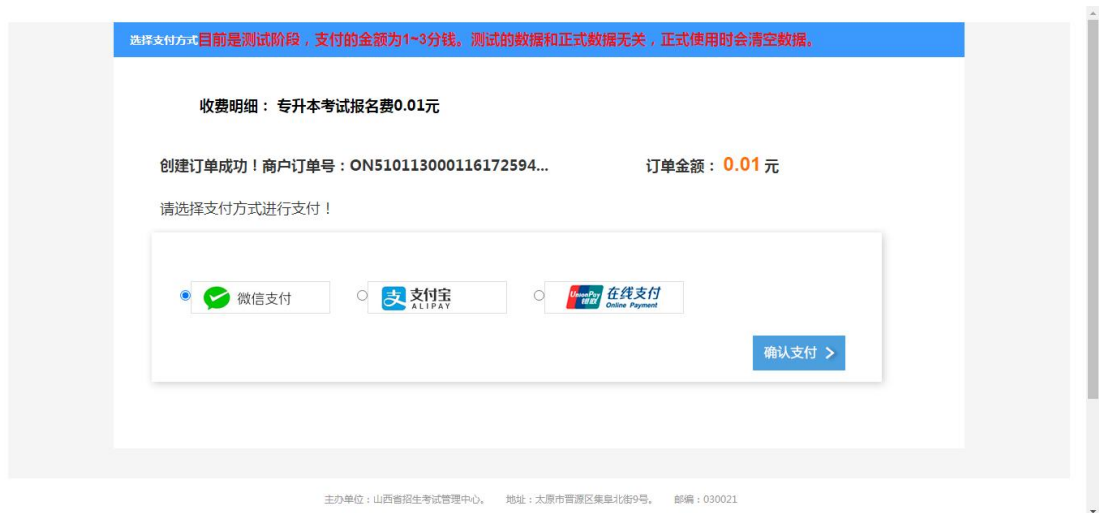 选择支付方式目前是测试阶段，支付的金额为1~3分钱。测试的数据和正式数据无关，正式使用时会清空数据。
收费明细： 专升本考试报名费0.01元
创建订单成功！商户订单号：ON510113000116172594... 订单金额： 0.01 元
请选择支付方式进行支付！
微信支付 支 支付宝 ALIPAY UnionPay 银联 在线支付 Online Payment
确认支付 >
主办单位：山西省招生考试管理中心。 地址：太原市晋源区集阜北街9号。 邮编：030021